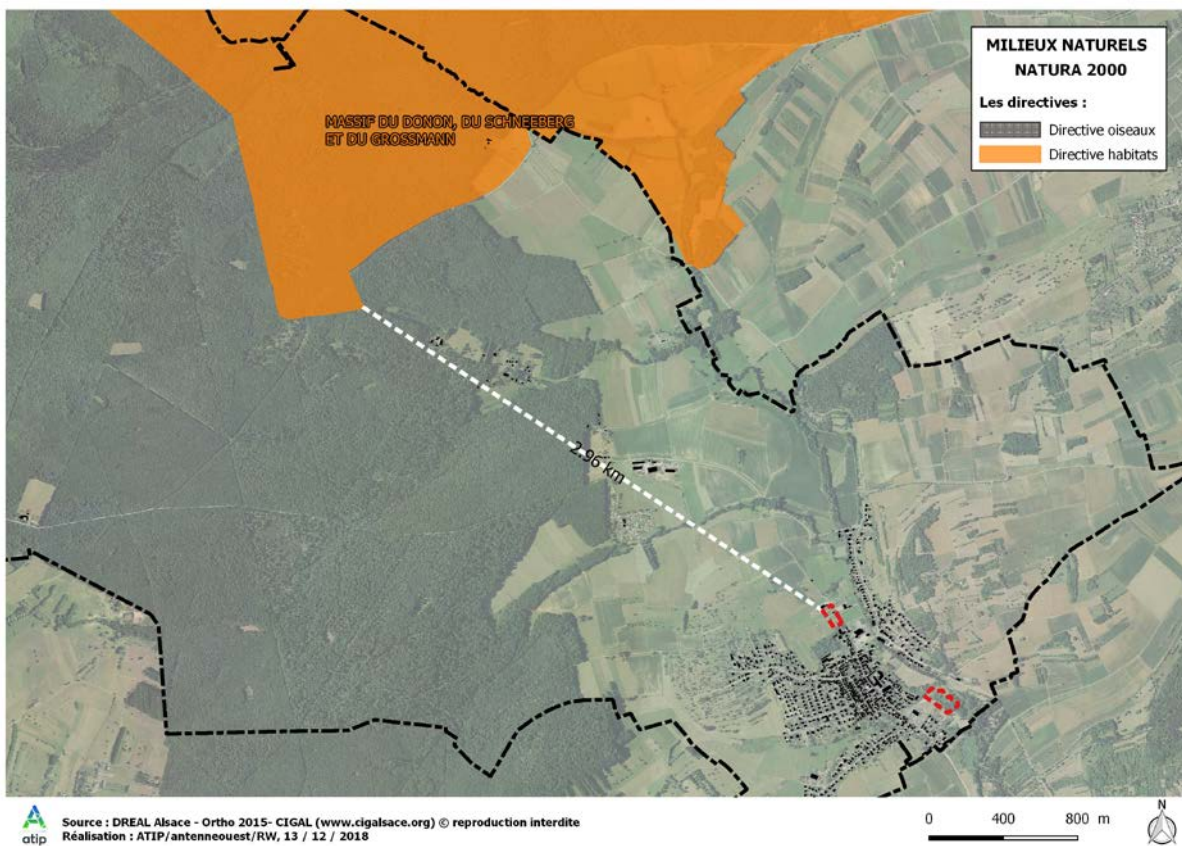 MILIEUX NATURELS
NATURA 2000
Les directives :
Directive oiseaux
Directive habitats
MASSIF DU DONON, DU SCHNEEBERG
ET DU GROSSMANN
2.96 km
atip
Source : DREAL Alsace - Ortho 2015- CIGAL (www.cigalsace.org) © reproduction interdite
Réalisation : ATIP/antenneouest/RW, 13 / 12 / 2018
0 400 800 m
N